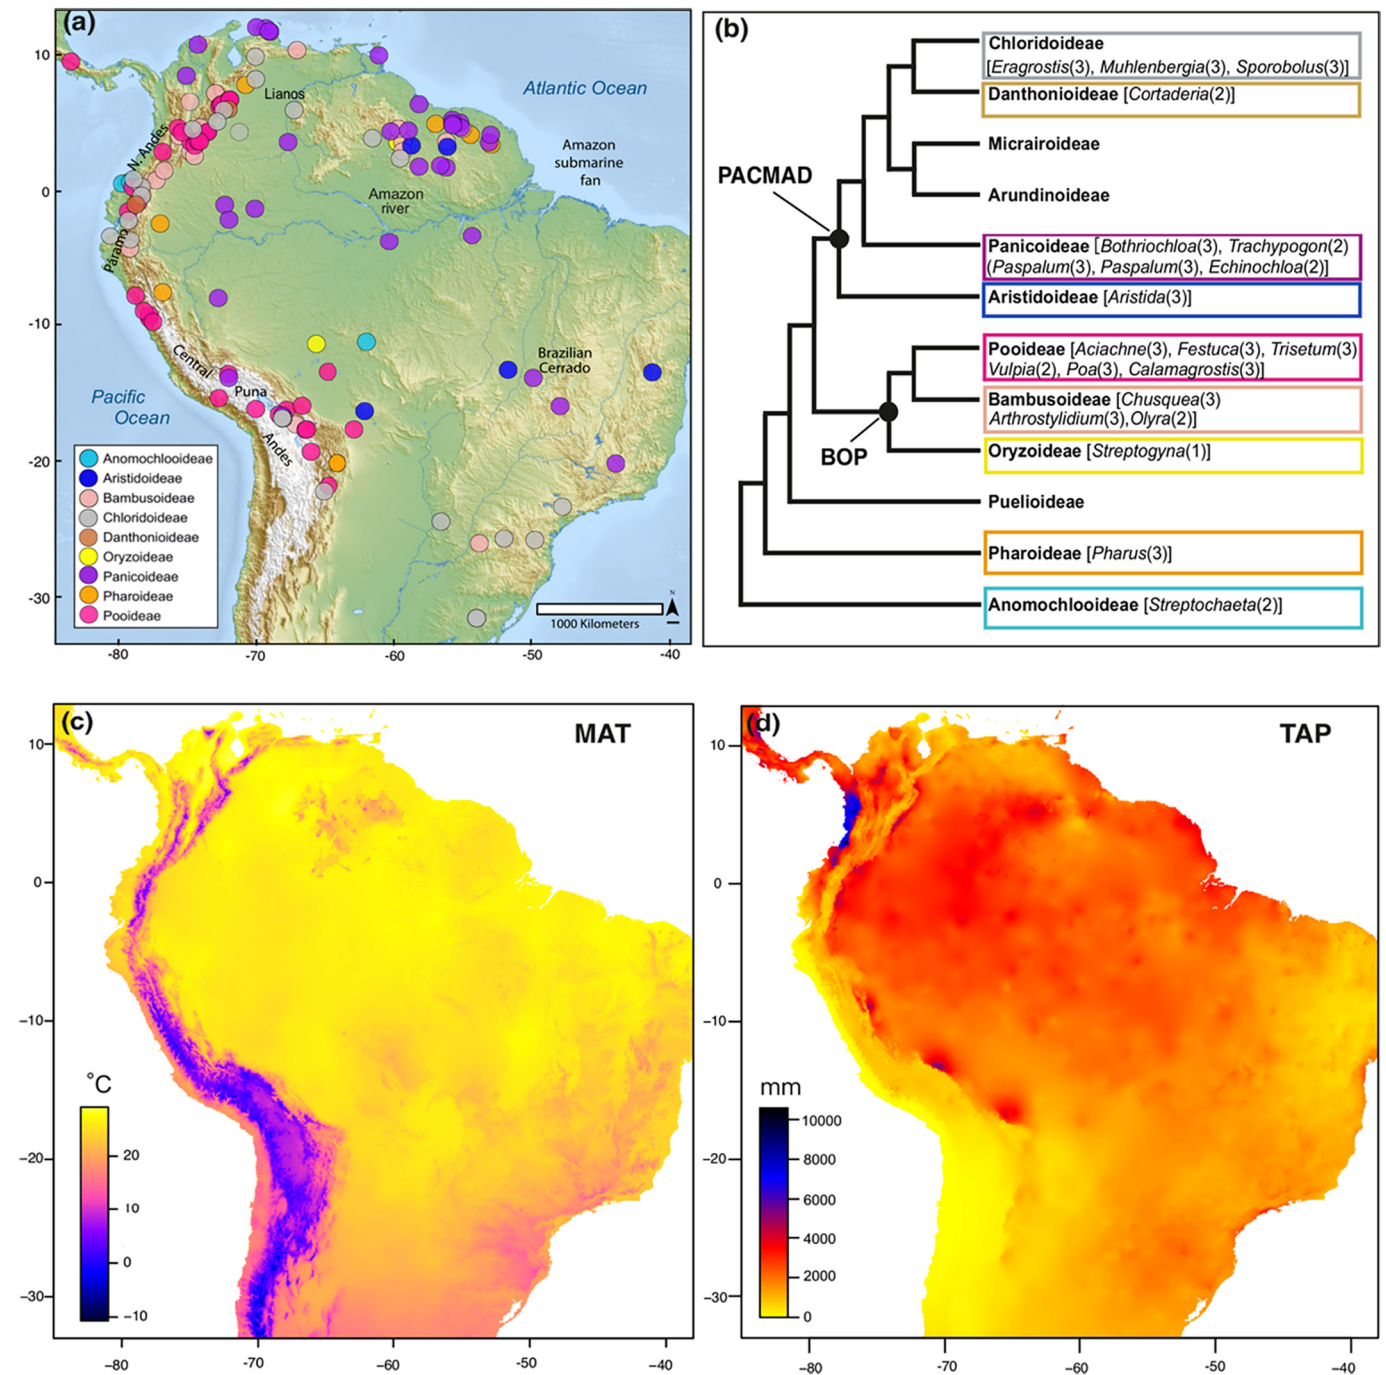 (a)
Atlantic Ocean
Lianos
N. Andes
Amazon
submarine
fan
Amazon
river
Páramo
Central
Puna
Andes
Brazilian
Cerrado
Pacific
Ocean
Anomochlooideae
Aristidoideae
Bambusoideae
Chloridoideae
Danthonioideae
Oryzoideae
Panicoideae
Pharoideae
Pooideae
N
1000 Kilometers
10
0
-10
-20
-30
-80
-70
-60
-50
-40
(b)
Chloridoideae
[Eragrostis(3), Muhlenbergia(3), Sporobolus(3)]
Danthonioideae [Cortaderia(2)]
Micrairoideae
PACMAD
Arundinoideae
Panicoideae [Bothriochloa(3), Trachypogon(2)
(Paspalum(3), Paspalum(3), Echinochloa(2)]
Aristidoideae [Aristida(3)]
Pooideae [Aciachne(3), Festuca(3), Trisetum(3)
Vulpia(2), Poa(3), Calamagrostis(3)]
Bambusoideae [Chusquea(3)
Arthrostylidium(3),Olyra(2)]
BOP
Oryzoideae [Streptogyna(1)]
Puelioideae
Pharoideae [Pharus(3)]
Anomochlooideae [Streptochaeta(2)]
(c)
MAT
10
0
−10
−20
−30
°C
20
10
0
−10
−80
-70
−60
-50
−40
(d)
TAP
10
0
−10
−20
−30
mm
10000
8000
6000
4000
2000
0
−80
-70
−60
-50
−40